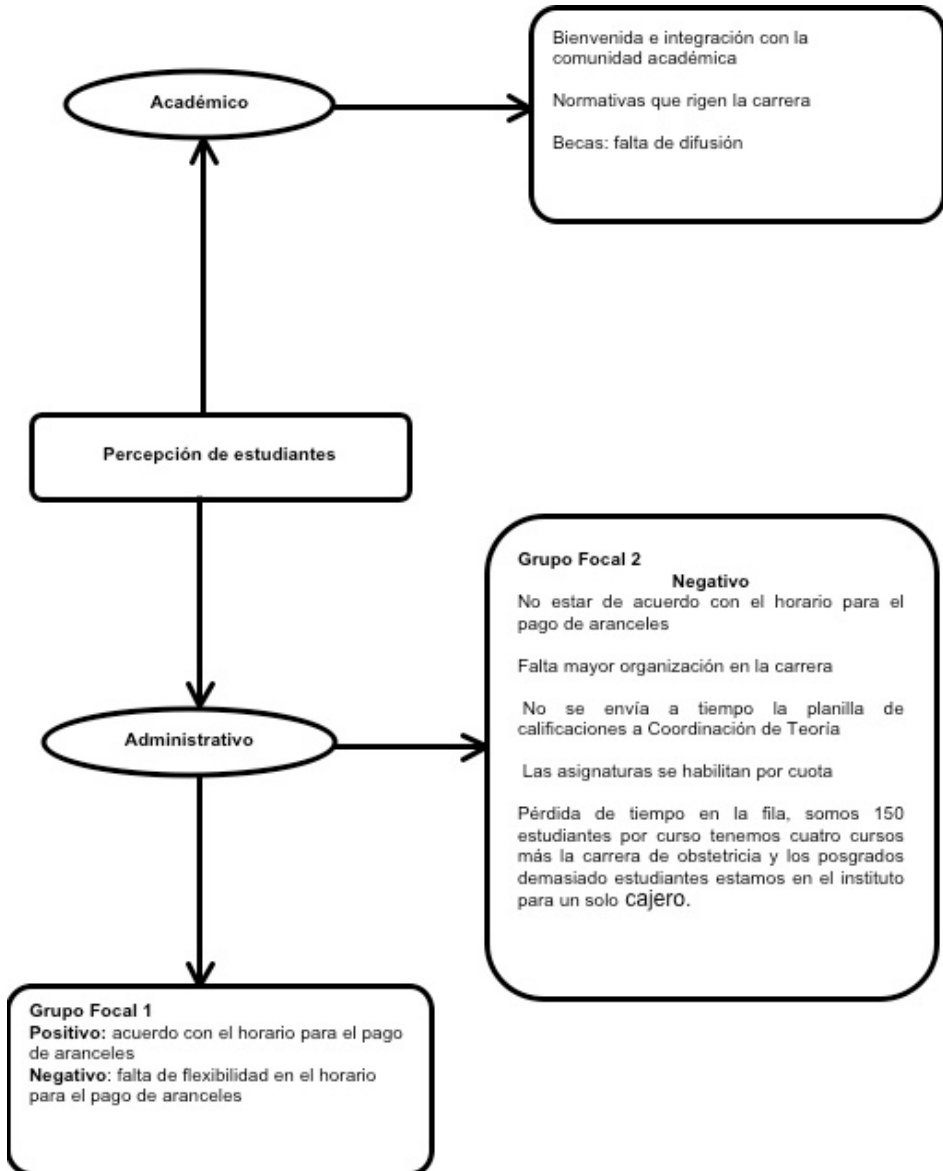 Bienvenida e integración con la
comunidad académica
Normativas que rigen la carrera
Becas: falta de difusión
Académico
Percepción de estudiantes
Grupo Focal 2
Negativo
No estar de acuerdo con el horario para el
pago de aranceles
Falta mayor organización en la carrera
No se envía a tiempo la planilla de
calificaciones a Coordinación de Teoría
Las asignaturas se habilitan por cuota
Pérdida de tiempo en la fila, somos 150
estudiantes por curso tenemos cuatro cursos
más la carrera de obstetricia y los posgrados
demasiado estudiantes estamos en el instituto
para un solo cajero.
Administrativo
Grupo Focal 1
Positivo: acuerdo con el horario para el pago
de aranceles
Negativo: falta de flexibilidad en el horario
para el pago de aranceles